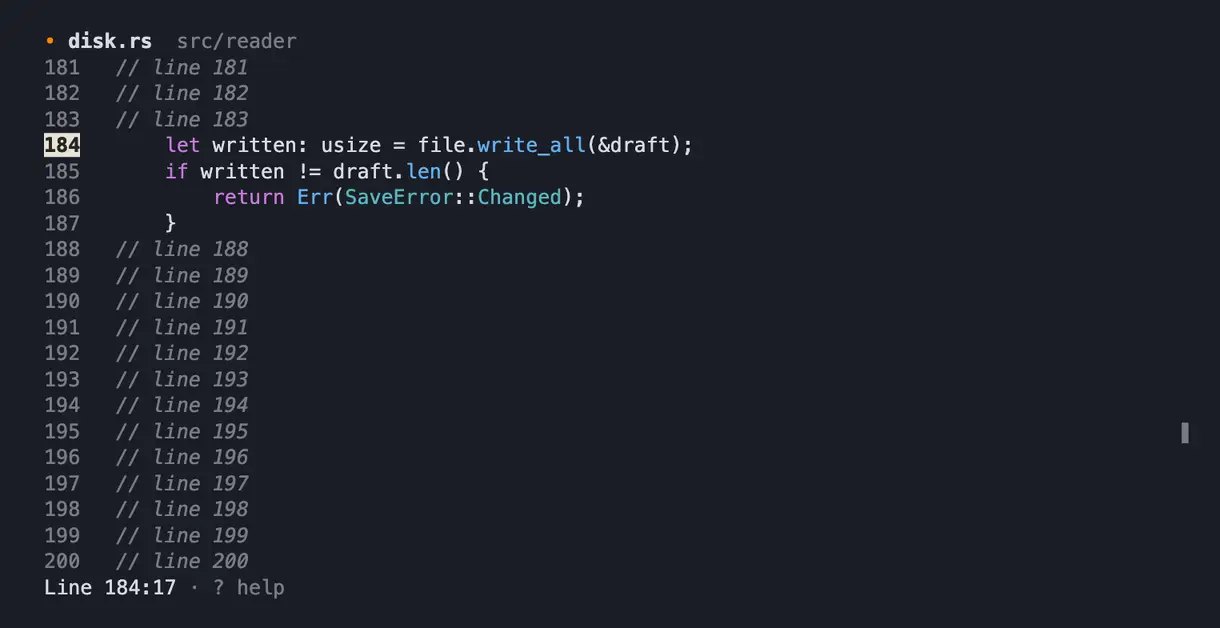 • disk.rs  src/reader
181   // line 181
182   // line 182
183   // line 183
184       let written: usize = file.write_all(&draft);
185       if written != draft.len() {
186           return Err(SaveError::Changed);
187       }
188   // line 188
189   // line 189
190   // line 190
191   // line 191
192   // line 192
193   // line 193
194   // line 194
195   // line 195
196   // line 196
197   // line 197
198   // line 198
199   // line 199
200   // line 200
Line 184:17 · ? help